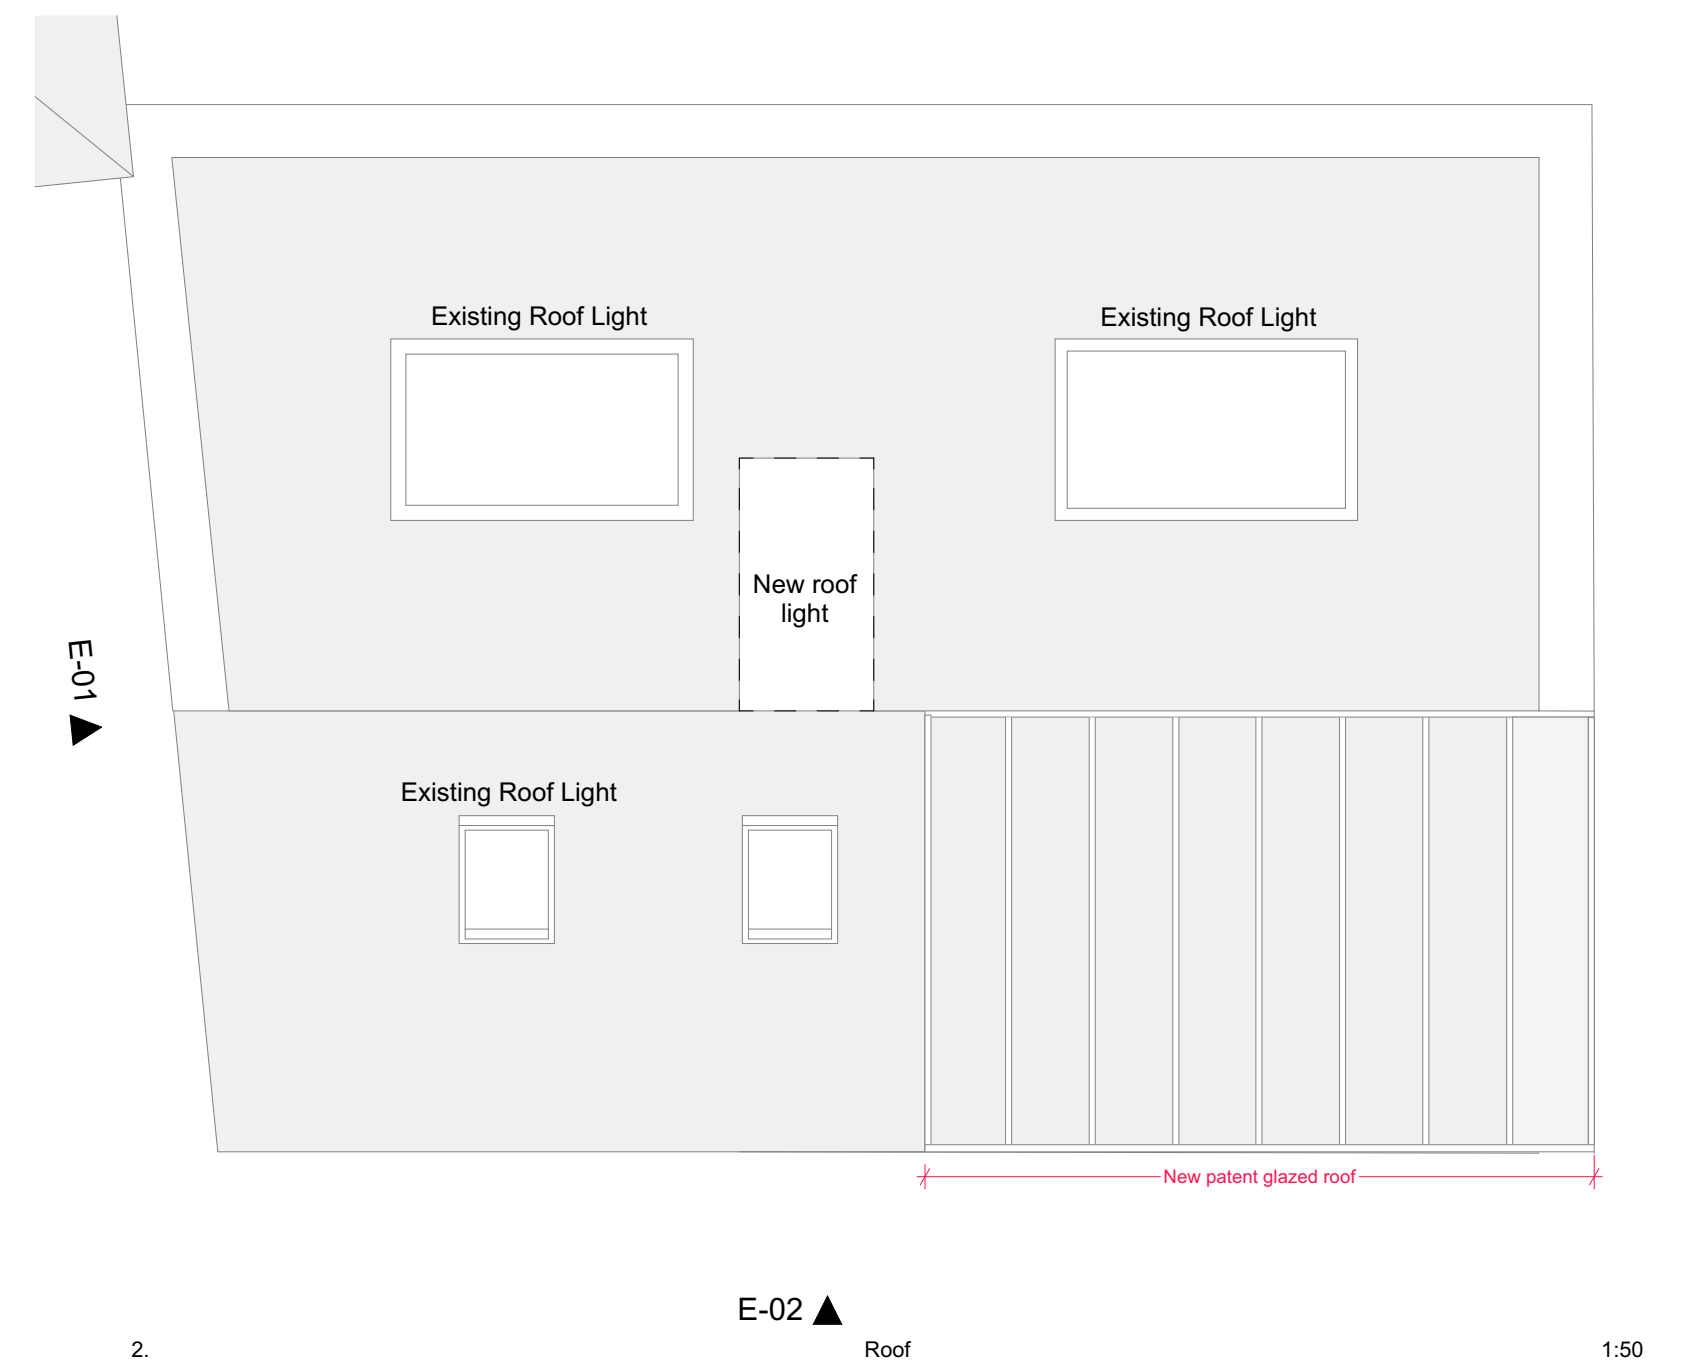 Existing Roof Light
Existing Roof Light
New roof
light
E-01
Existing Roof Light
New patent glazed roof
E-02
2.
Roof
1:50